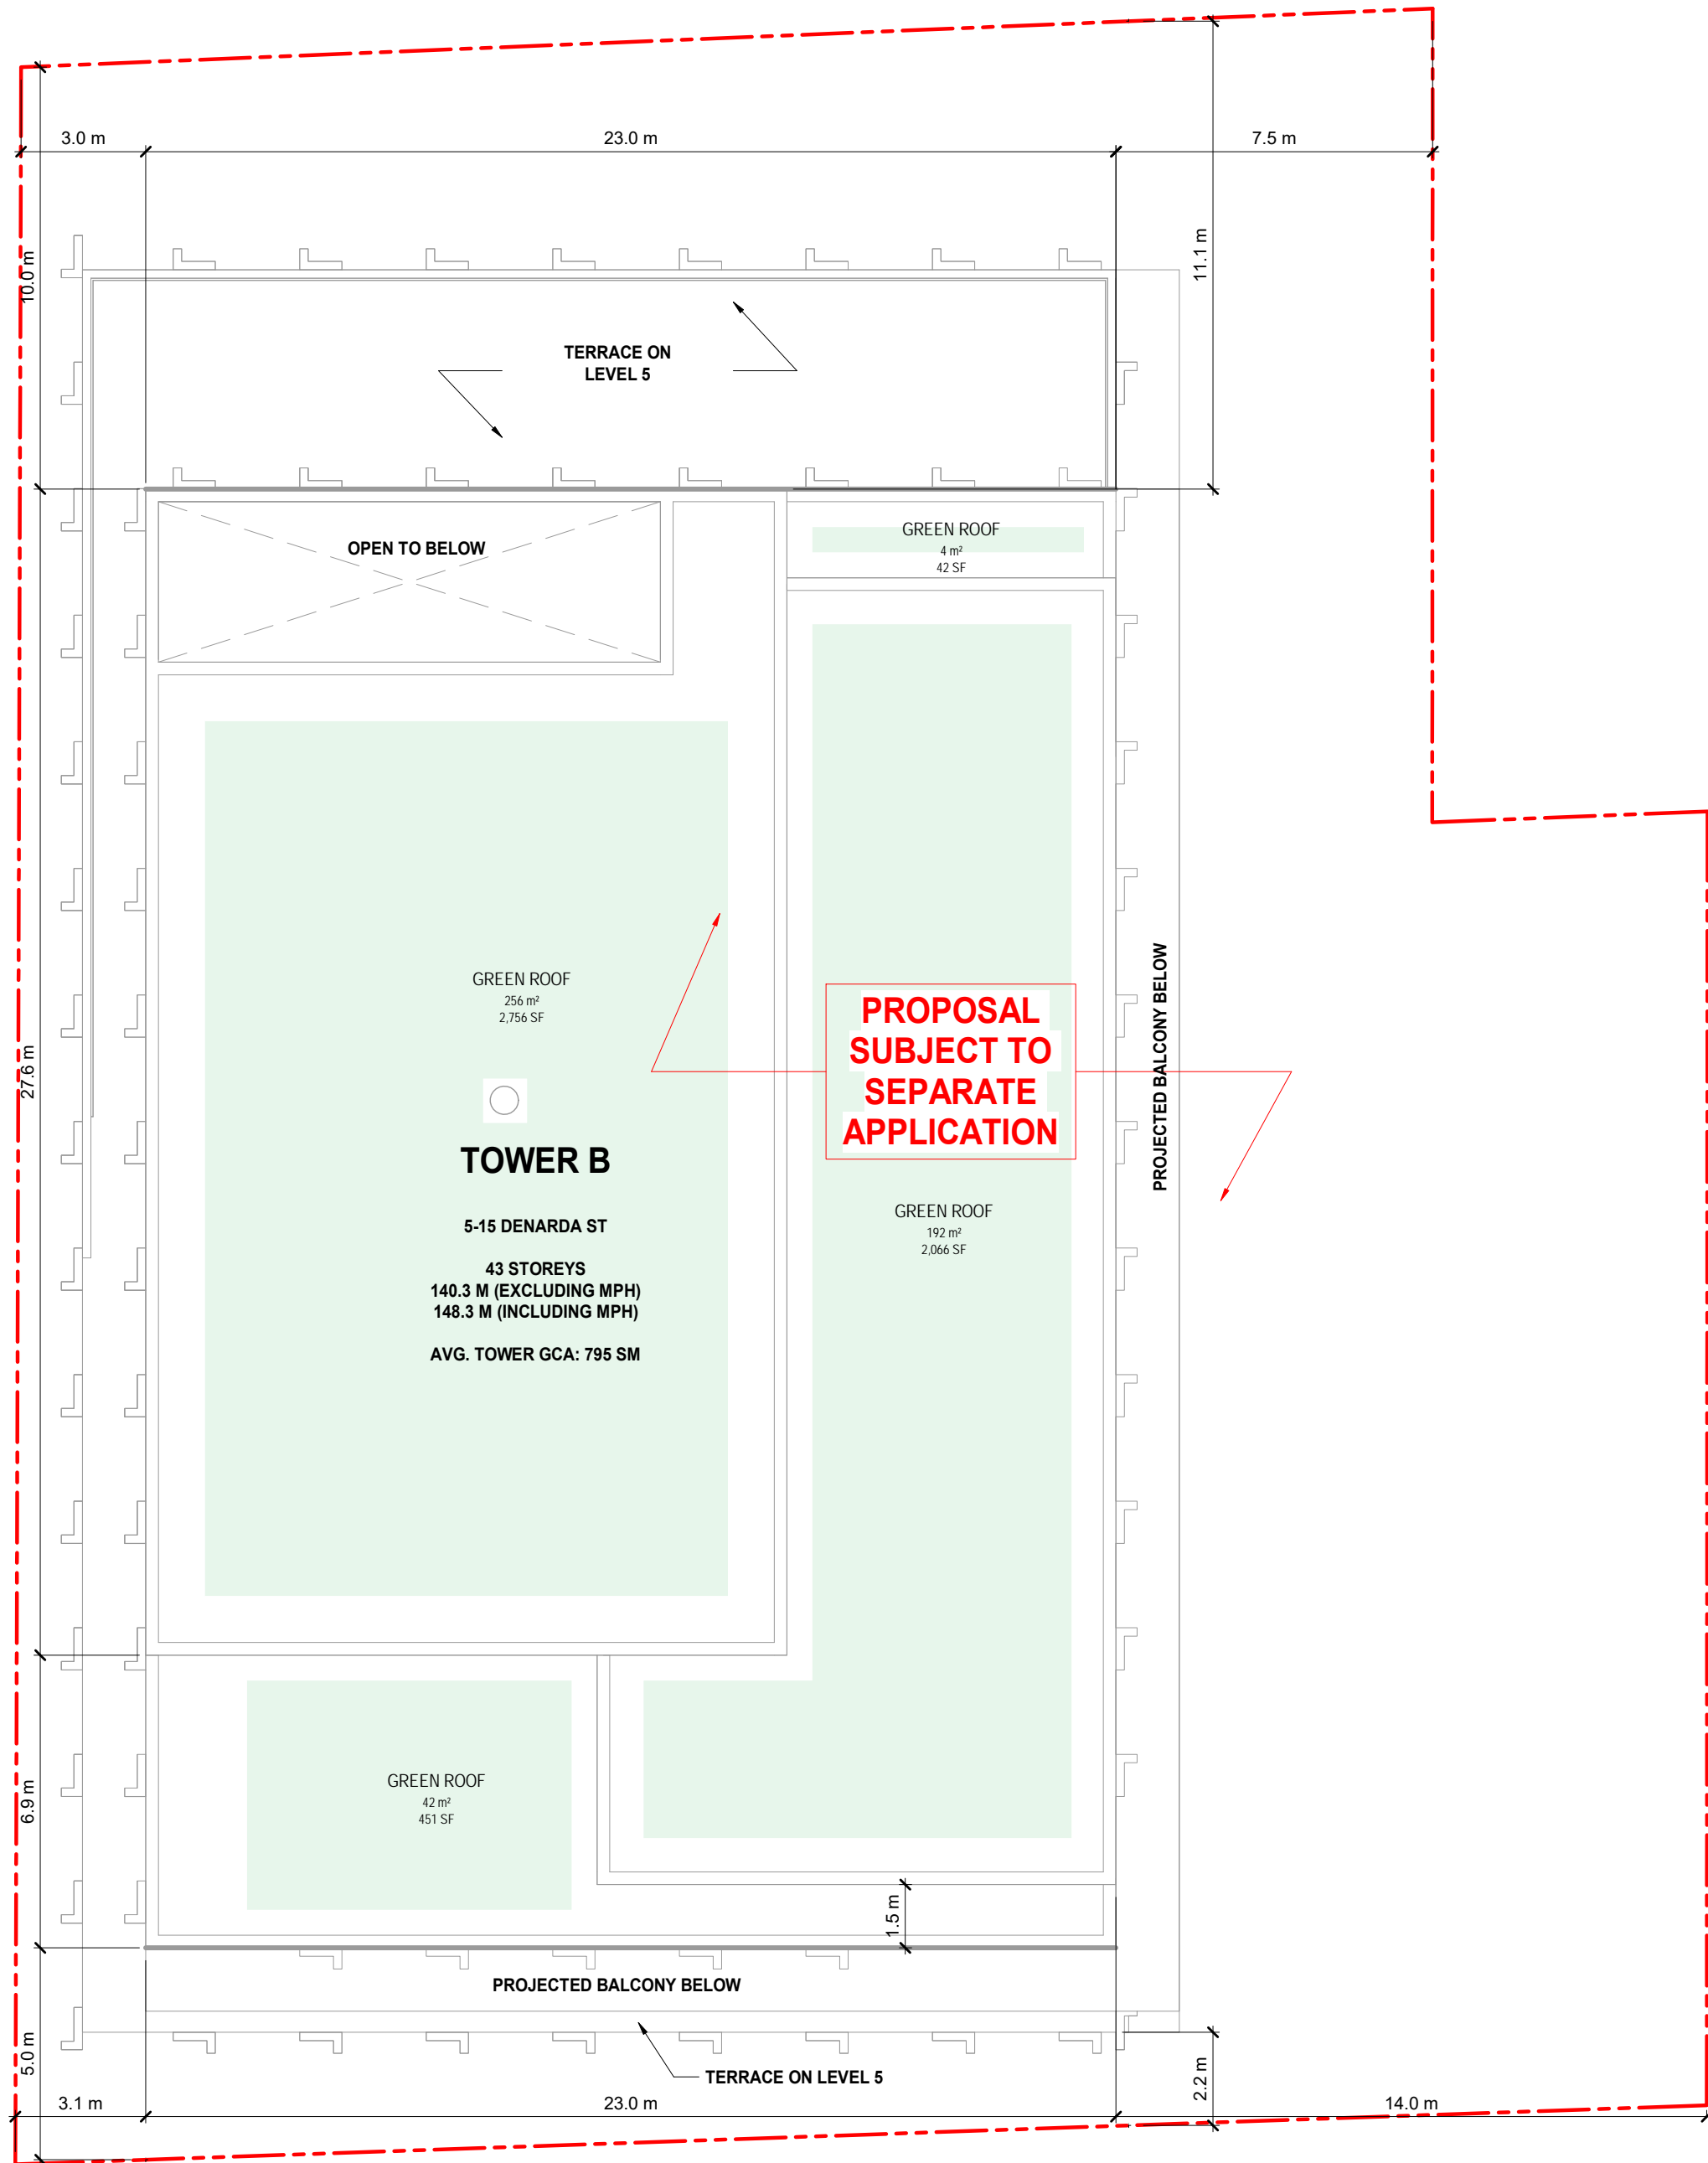 3.0 m
23.0 m
7.5 m
10.0 m
11.1 m
TERRACE ON
LEVEL 5
OPEN TO BELOW
GREEN ROOF
4 m²
42 SF
GREEN ROOF
256 m²
2,756 SF
PROPOSAL
SUBJECT TO
SEPARATE
APPLICATION
PROJECTED BALCONY BELOW
27.6 m
TOWER B
5-15 DENARDA ST
43 STOREYS
140.3 M (EXCLUDING MPH)
148.3 M (INCLUDING MPH)
AVG. TOWER GCA: 795 SM
GREEN ROOF
192 m²
2,066 SF
GREEN ROOF
42 m²
451 SF
6.9 m
1.5 m
PROJECTED BALCONY BELOW
5.0 m
TERRACE ON LEVEL 5
2.2 m
3.1 m
23.0 m
14.0 m